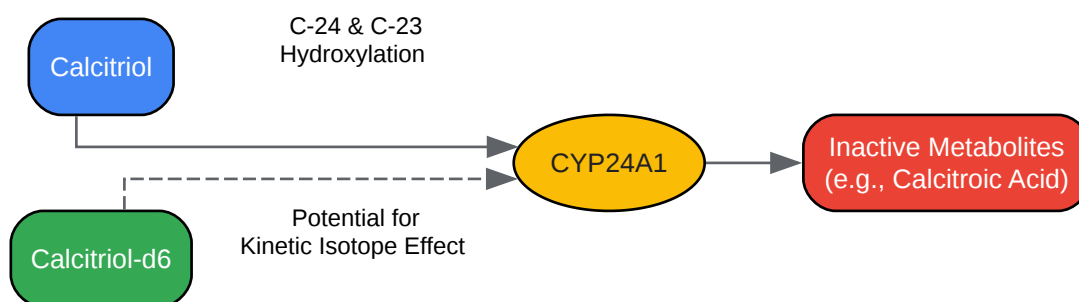 C-24 & C-23
Hydroxylation
Calcitriol
CYP24A1
Inactive Metabolites
(e.g., Calcitroic Acid)
Potential for
Kinetic Isotope Effect
Calcitriol-d6